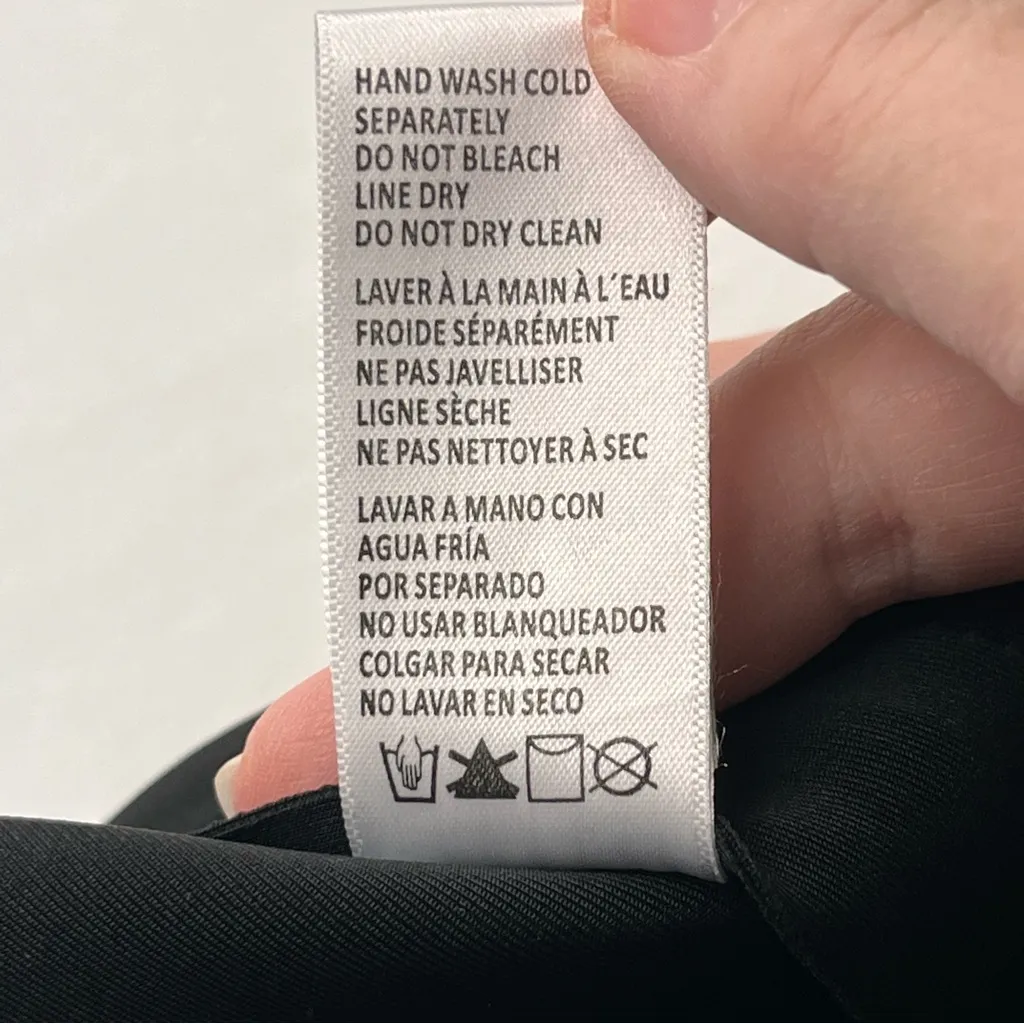 HAND WASH COLD
SEPARATELY
DO NOT BLEACH
LINE DRY
DO NOT DRY CLEAN
LAVER À LA MAIN À L´EAU
FROIDE SÉPARÉMENT
NE PAS JAVELLISER
LIGNE SÈCHE
NE PAS NETTOYER À SEC
LAVAR A MANO CON
AGUA FRÍA
POR SEPARADO
NO USAR BLANQUEADOR
COLGAR PARA SECAR
NO LAVAR EN SECO